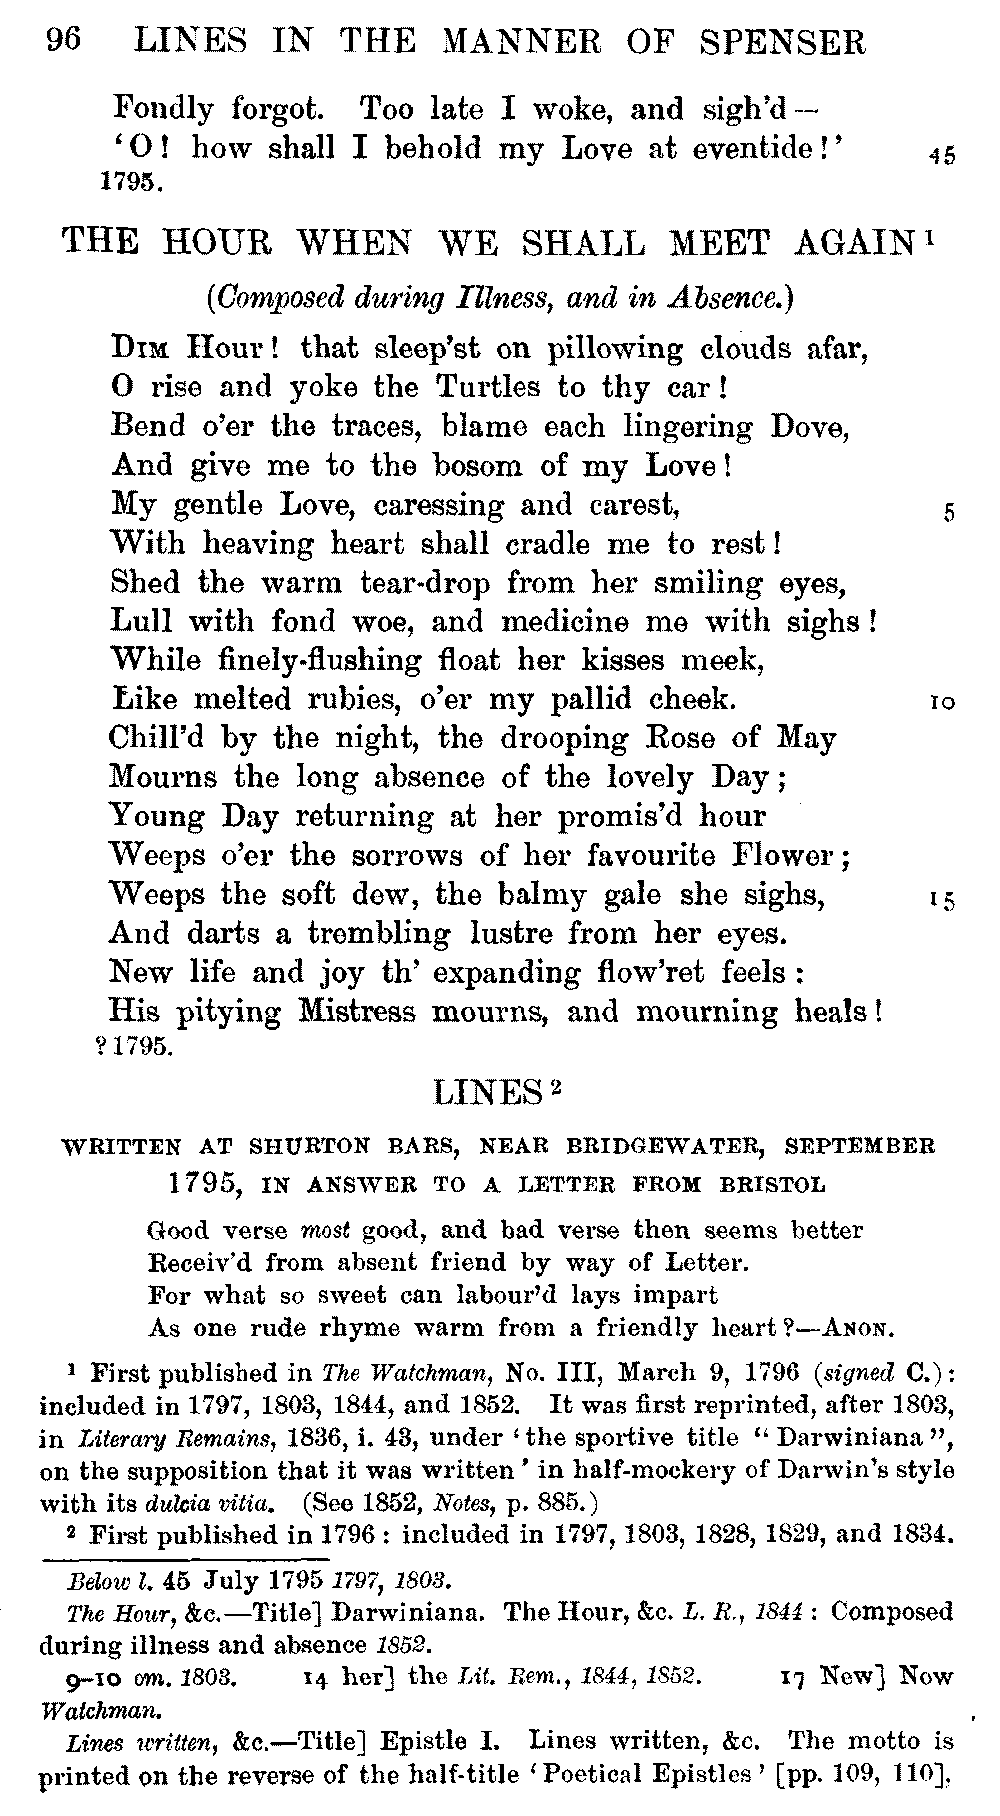 96 LINES IN THE MANNER OF SPENSER
Fondly forgot. Too late I woke, and sigh'd—
'O! how shall I behold my Love at eventide!' 45
1795.
THE HOUR WHEN WE SHALL MEET AGAIN¹
(Composed during Illness, and in Absence.)
DIM Hour! that sleep'st on pillowing clouds afar,
O rise and yoke the Turtles to thy car!
Bend o'er the traces, blame each lingering Dove,
And give me to the bosom of my Love!
My gentle Love, caressing and carest, 5
With heaving heart shall cradle me to rest!
Shed the warm tear-drop from her smiling eyes,
Lull with fond woe, and medicine me with sighs!
While finely-flushing float her kisses meek,
Like melted rubies, o'er my pallid cheek. 10
Chill'd by the night, the drooping Rose of May
Mourns the long absence of the lovely Day;
Young Day returning at her promis'd hour
Weeps o'er the sorrows of her favourite Flower;
Weeps the soft dew, the balmy gale she sighs, 15
And darts a trembling lustre from her eyes.
New life and joy th' expanding flow'ret feels:
His pitying Mistress mourns, and mourning heals!
? 1795.
LINES²
WRITTEN AT SHURTON BARS, NEAR BRIDGEWATER, SEPTEMBER
1795, IN ANSWER TO A LETTER FROM BRISTOL
Good verse most good, and bad verse then seems better
Receiv'd from absent friend by way of Letter.
For what so sweet can labour'd lays impart
As one rude rhyme warm from a friendly heart?—ANON.
¹ First published in The Watchman, No. III, March 9, 1796 (signed C.):
included in 1797, 1803, 1844, and 1852. It was first reprinted, after 1803,
in Literary Remains, 1836, i. 43, under 'the sportive title "Darwiniana",
on the supposition that it was written' in half-mockery of Darwin's style
with its dulcia vitia. (See 1852, Notes, p. 885.)
² First published in 1796: included in 1797, 1803, 1828, 1829, and 1834.
Below l. 45 July 1795 1797, 1803.
The Hour, &c.—Title] Darwiniana. The Hour, &c. L. R., 1844: Composed
during illness and absence 1852.
9-10 om. 1803. 14 her] the Lit. Rem., 1844, 1852. 17 New] Now
Watchman.
Lines written, &c.—Title] Epistle I. Lines written, &c. The motto is
printed on the reverse of the half-title 'Poetical Epistles' [pp. 109, 110].